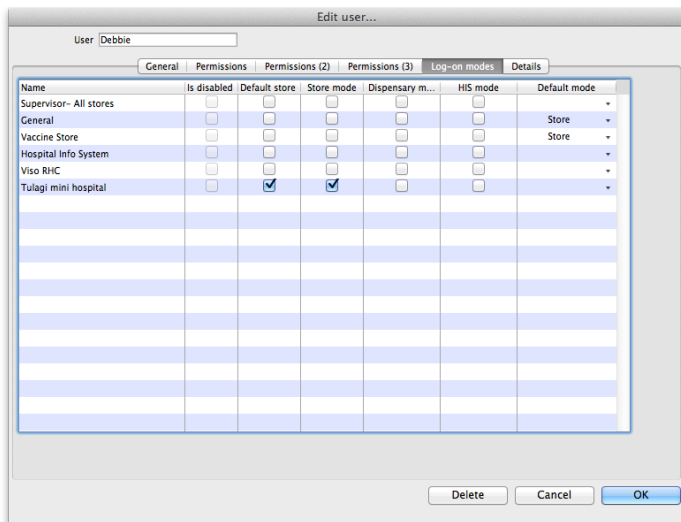 Edit user...
User Debbie
General Permissions Permissions (2) Permissions (3) Log-on modes Details
Name Is disabled Default store Store mode Dispensary m... HIS mode Default mode
Supervisor- All stores
General Store
Vaccine Store Store
Hospital Info System
Viso RHC
Tulagi mini hospital
Delete Cancel OK